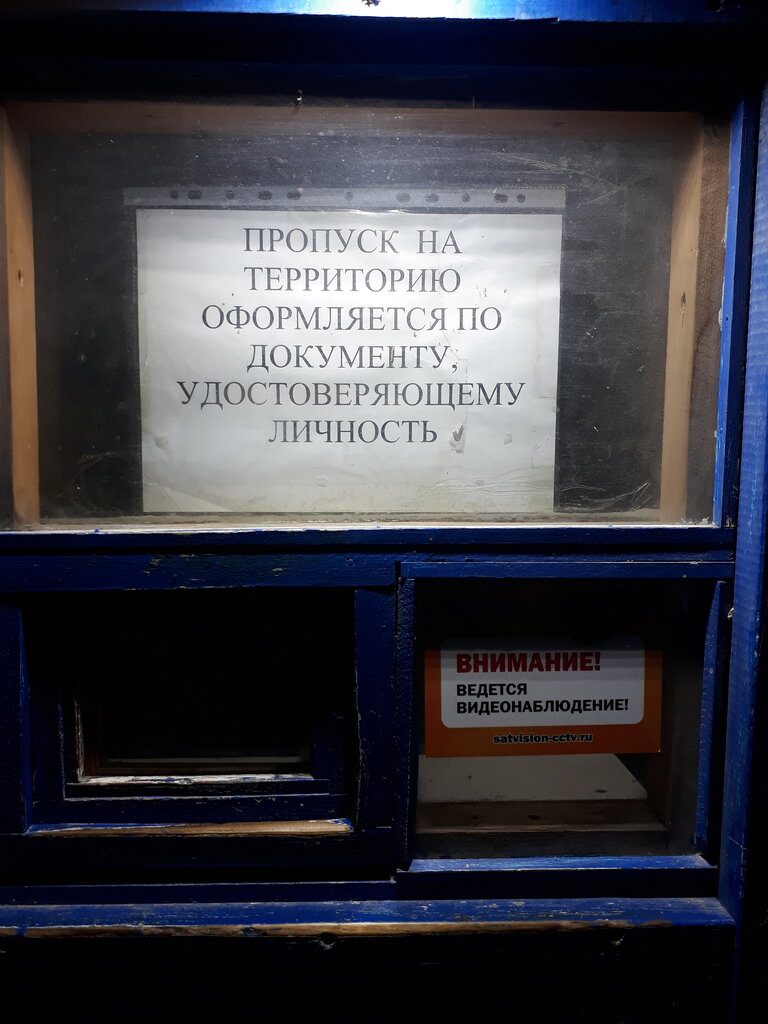 ПРОПУСК НА
ТЕРРИТОРИЮ
ОФОРМЛЯЕТСЯ ПО
ДОКУМЕНТУ,
УДОСТОВЕРЯЮЩЕМУ
ЛИЧНОСТЬ
ВНИМАНИЕ!
ВЕДЕТСЯ
ВИДЕОНАБЛЮДЕНИЕ!
satvision-cctv.ru